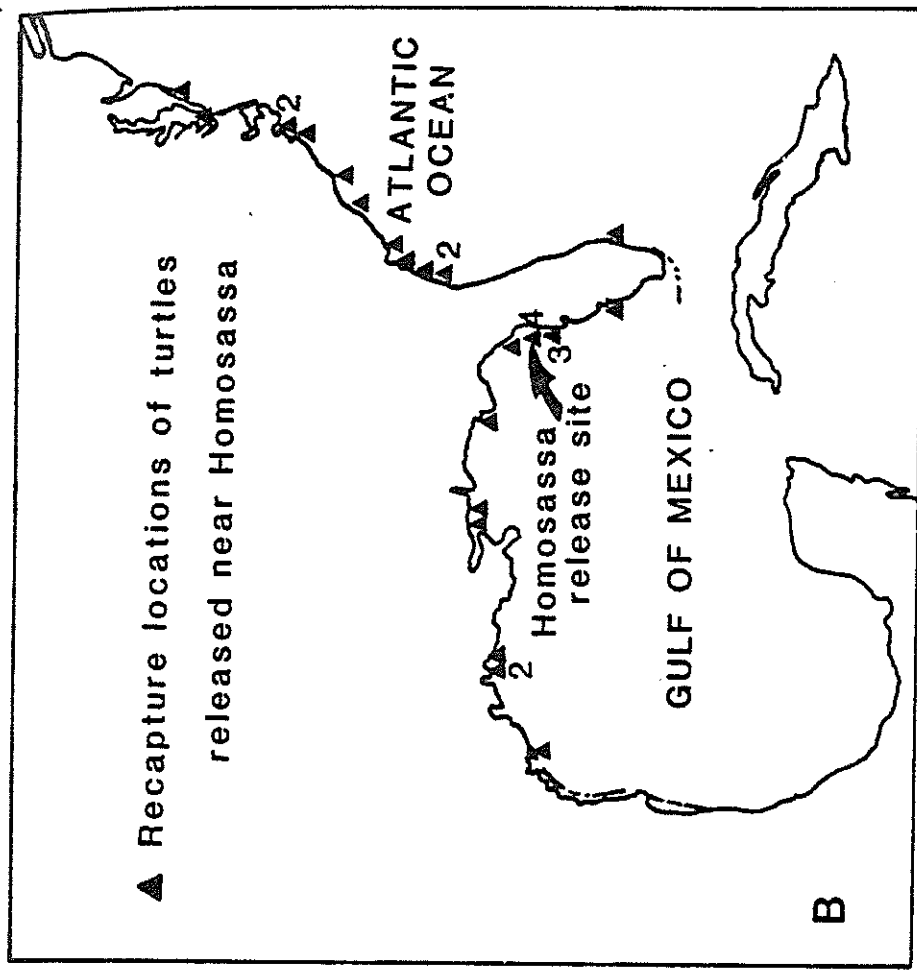 ▲ Recapture locations of turtles
released near Homosassa
ATLANTIC
OCEAN
2
2
4
3
Homosassa
release site
2
GULF OF MEXICO
B